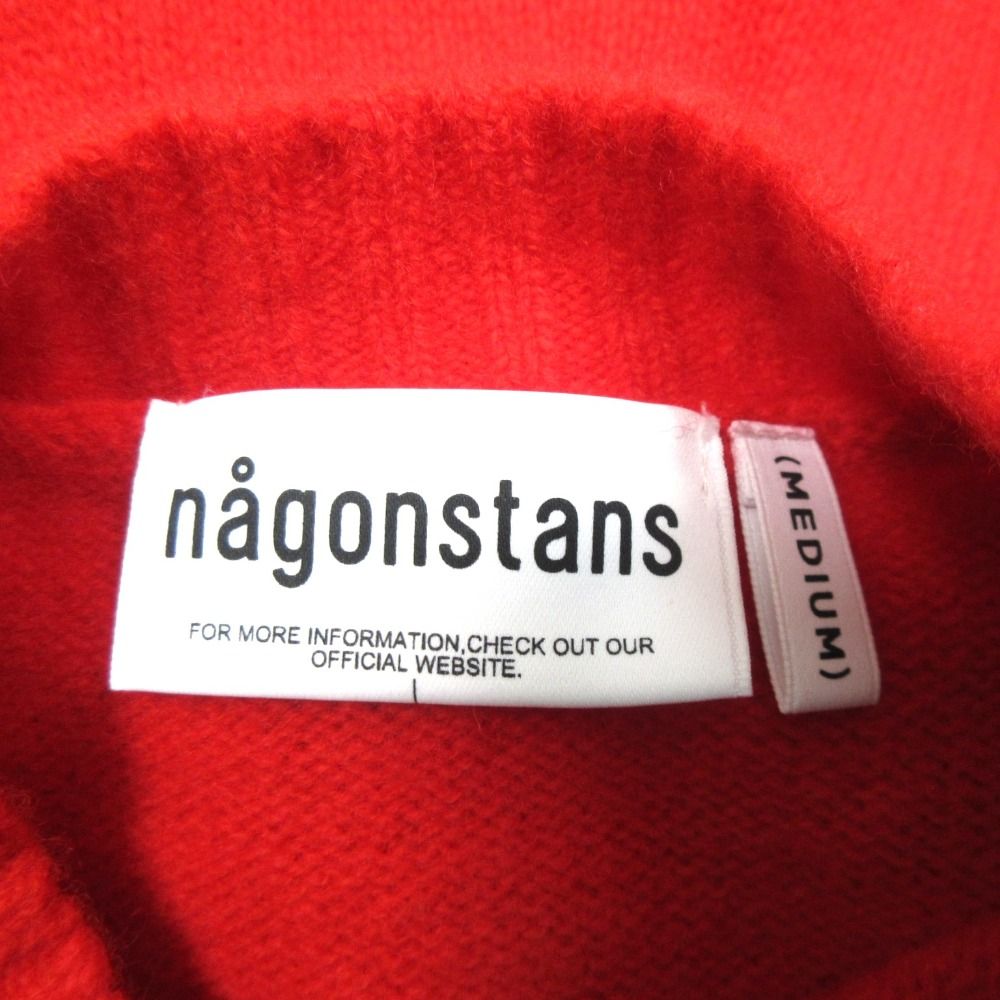 någonstans
FOR MORE INFORMATION,CHECK OUT OUR
OFFICIAL WEBSITE.
(MEDIUM)